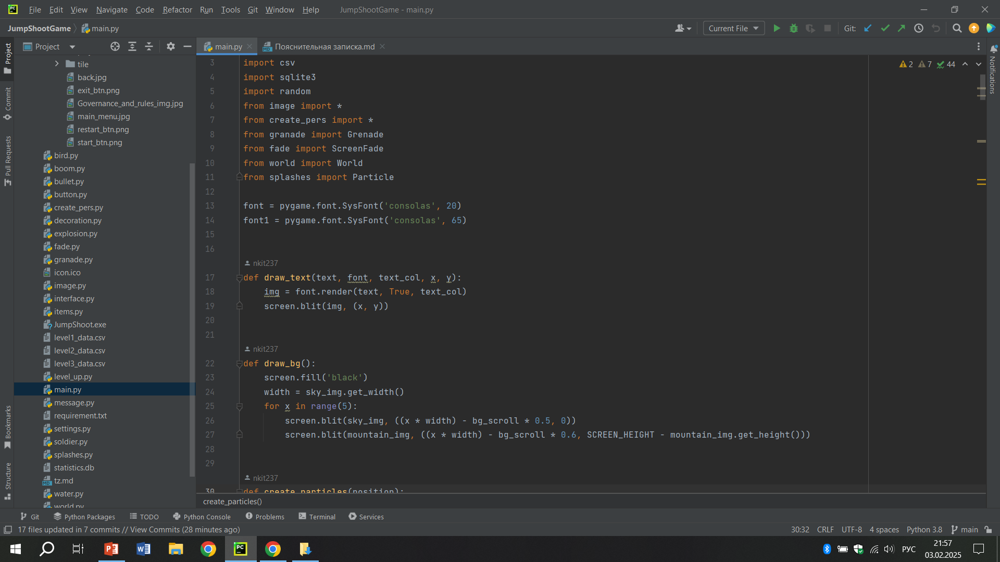 File Edit View Navigate Code Refactor Run Tools Git Window Help JumpShootGame - main.py
JumpShootGame main.py Current File Git:
Project main.py Пояснительная записка.md
Project
Commit
Pull Requests
Bookmarks
Structure
Notifications
tile
back.jpg
exit_btn.png
Governance_and_rules_img.jpg
main_menu.jpg
restart_btn.png
start_btn.png
bird.py
boom.py
bullet.py
button.py
create_pers.py
decoration.py
explosion.py
fade.py
granade.py
icon.ico
image.py
interface.py
items.py
JumpShoot.exe
level1_data.csv
level2_data.csv
level3_data.csv
level_up.py
main.py
message.py
requirement.txt
settings.py
soldier.py
splashes.py
statistics.db
tz.md
water.py
world.py
2 7 44
3 import csv
4 import sqlite3
5 import random
6 from image import *
7 from create_pers import *
8 from granade import Grenade
9 from fade import ScreenFade
10 from world import World
11 from splashes import Particle
12
13 font = pygame.font.SysFont('consolas', 20)
14 font1 = pygame.font.SysFont('consolas', 65)
15
16
nkit237
17 def draw_text(text, font, text_col, x, y):
18 img = font.render(text, True, text_col)
19 screen.blit(img, (x, y))
20
21
nkit237
22 def draw_bg():
23 screen.fill('black')
24 width = sky_img.get_width()
25 for x in range(5):
26 screen.blit(sky_img, ((x * width) - bg_scroll * 0.5, 0))
27 screen.blit(mountain_img, ((x * width) - bg_scroll * 0.6, SCREEN_HEIGHT - mountain_img.get_height()))
28
29
nkit237
30 def create_particles(position):
create_particles()
Git Python Packages TODO Python Console Problems Terminal Services
17 files updated in 7 commits // View Commits (28 minutes ago) 30:32 CRLF UTF-8 4 spaces Python 3.8 main
РУС
21:57
03.02.2025